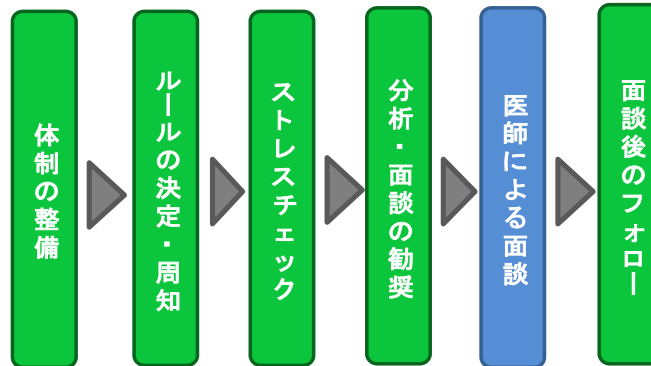 体制の整備
ルールの決定・周知
ストレスチェック
分析・面談の勧奨
医師による面談
面談後のフォロー